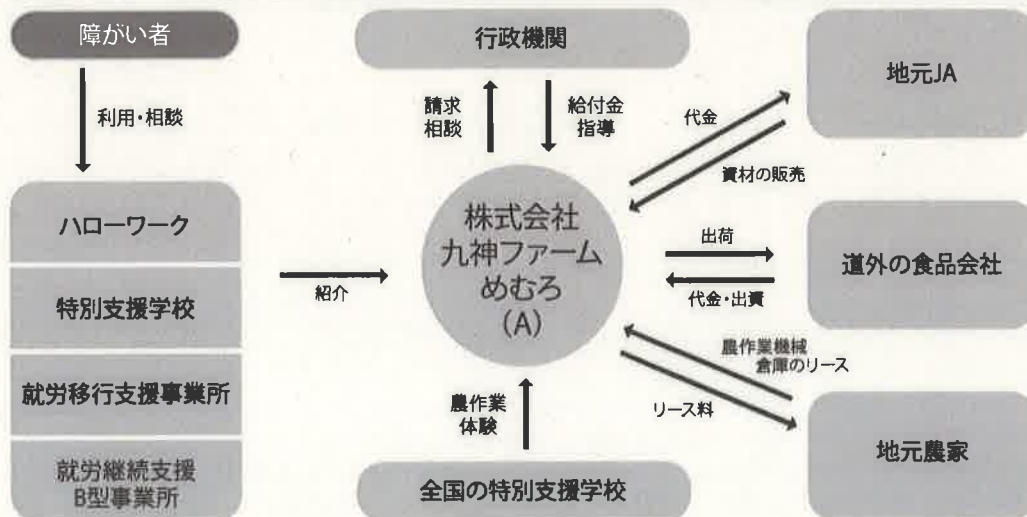 障がい者
利用・相談
ハローワーク
特別支援学校
就労移行支援事業所
就労継続支援
B型事業所
紹介
行政機関
請求
相談
給付金
指導
株式会社
九神ファーム
めむろ
(A)
農作業
体験
全国の特別支援学校
代金
資材の販売
地元JA
出荷
代金・出資
道外の食品会社
農作業機械
倉庫のリース
リース料
地元農家